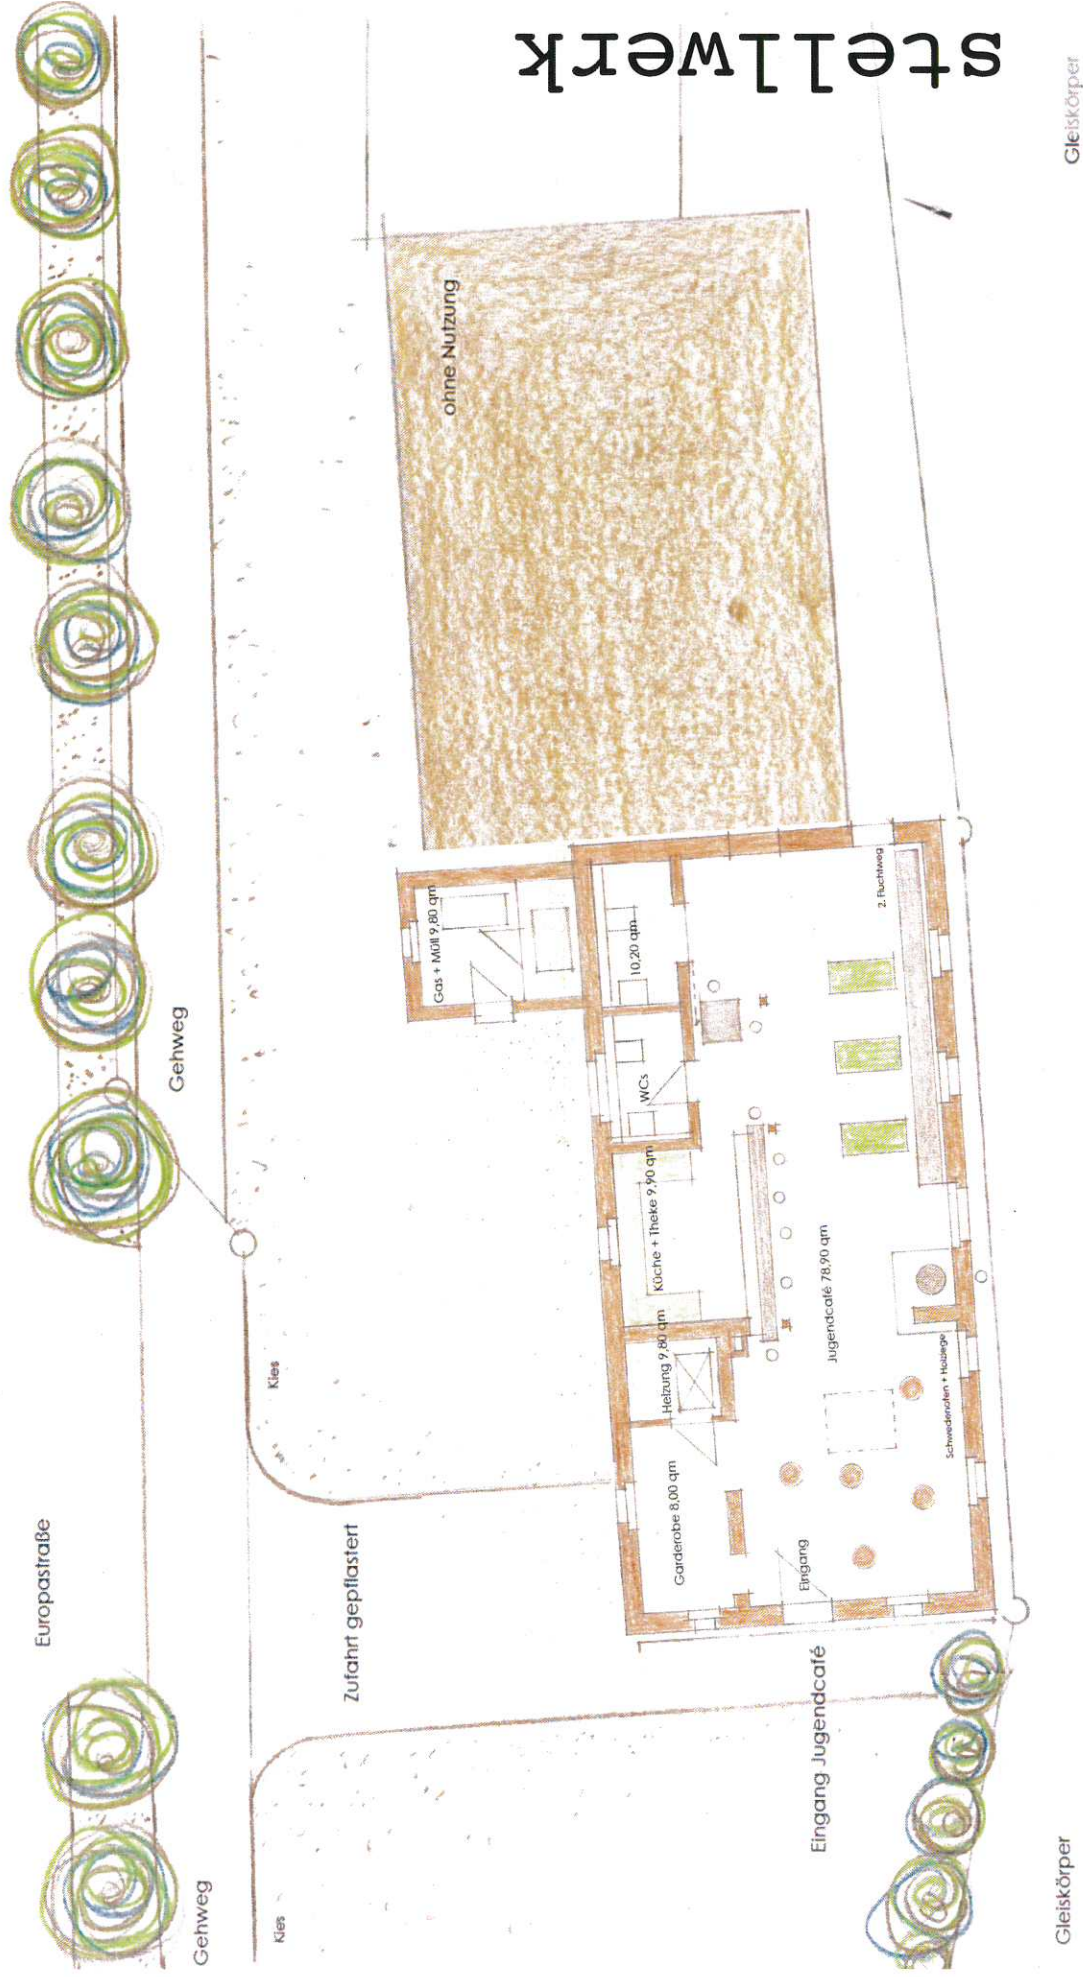 stellwerk
Gleiskörper
ohne Nutzung
Gehweg
Gas + Müll 9,80 qm
10,20 qm
2. Fluchtweg
WCs
Küche + Theke 9,90 qm
Jugendcafé 78,90 qm
Heizung 9,80 qm
Schwedenofen + Holzlege
Kies
Garderobe 8,00 qm
Eingang
Europastraße
Zufahrt gepflastert
Eingang Jugendcafé
Gehweg
Kies
Gleiskörper